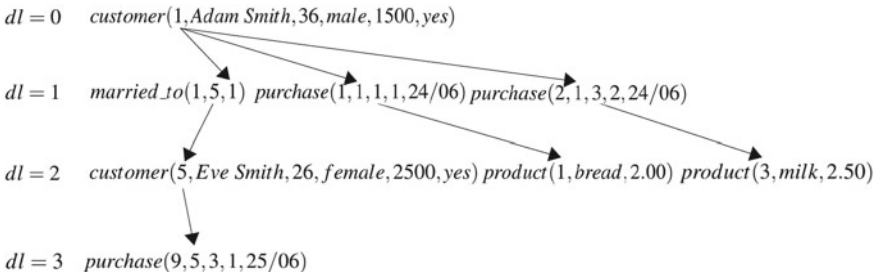 dl = 0 customer(1,Adam Smith,36,male,1500,yes)
dl = 1 married_to(1,5,1) purchase(1,1,1,1,24/06) purchase(2,1,3,2,24/06)
dl = 2 customer(5,Eve Smith,26,female,2500,yes) product(1,bread,2.00) product(3,milk,2.50)
dl = 3 purchase(9,5,3,1,25/06)